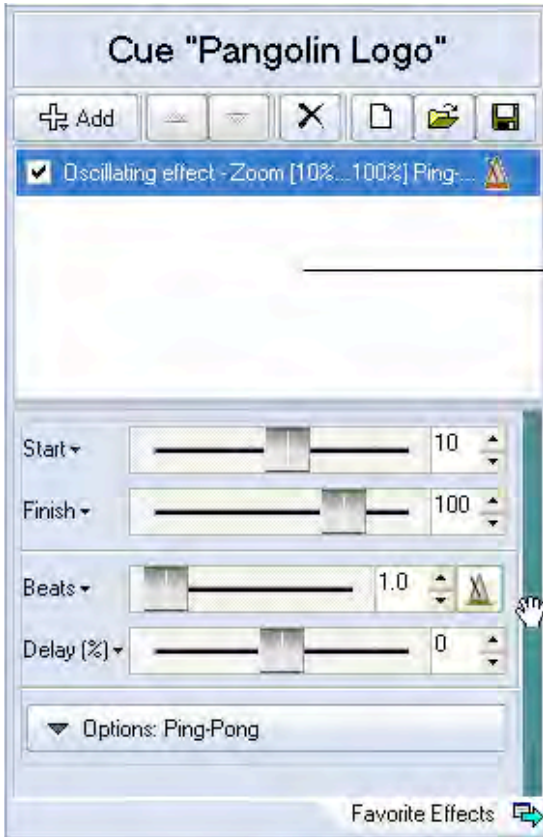 Cue "Pangolin Logo"
Add
Oscillating effect - Zoom [10%...100%] Ping-...
Start 10
Finish 100
Beats 1.0
Delay (%) 0
Options: Ping-Pong
Favorite Effects